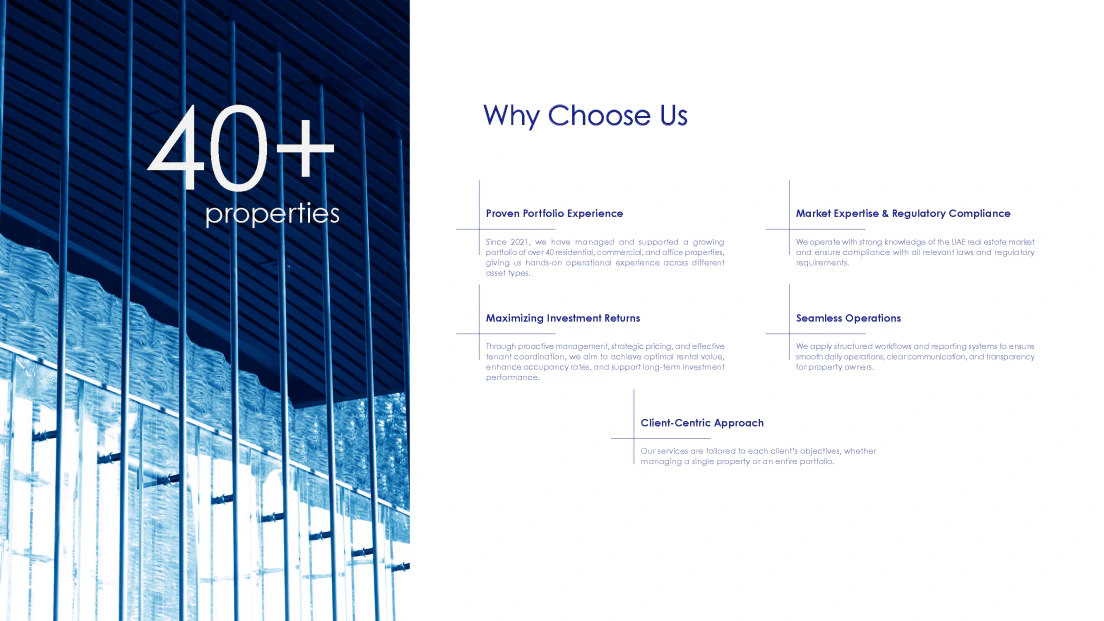 40+
properties
Why Choose Us
Proven Portfolio Experience
Since 2021, we have managed and supported a growing
portfolio of over 40 residential, commercial, and office properties,
giving us hands-on operational experience across different
asset types.
Market Expertise & Regulatory Compliance
We operate with strong knowledge of the UAE real estate market
and ensure compliance with all relevant laws and regulatory
requirements.
Maximizing Investment Returns
Through proactive management, strategic pricing, and effective
tenant coordination, we aim to achieve optimal rental value,
enhance occupancy rates, and support long-term investment
performance.
Seamless Operations
We apply structured workflows and reporting systems to ensure
smooth daily operations, clear communication, and transparency
for property owners.
Client-Centric Approach
Our services are tailored to each client's objectives, whether
managing a single property or an entire portfolio.